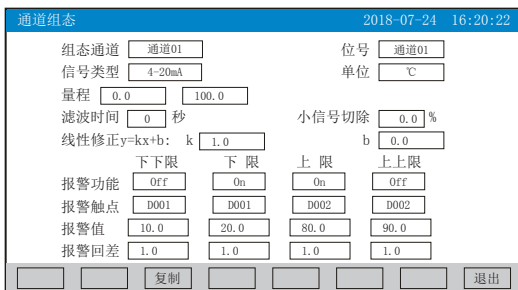 通道组态 2018-07-24 16:20:22
组态通道 通道01 位号 通道01
信号类型 4-20mA 单位 ℃
量程 0.0 100.0
滤波时间 0 秒 小信号切除 0.0 %
线性修正y=kx+b: k 1.0 b 0.0
下下限 下 限 上 限 上上限
报警功能 Off On On Off
报警触点 DO01 DO01 DO02 DO02
报警值 10.0 20.0 80.0 90.0
报警回差 1.0 1.0 1.0 1.0
复制 退出